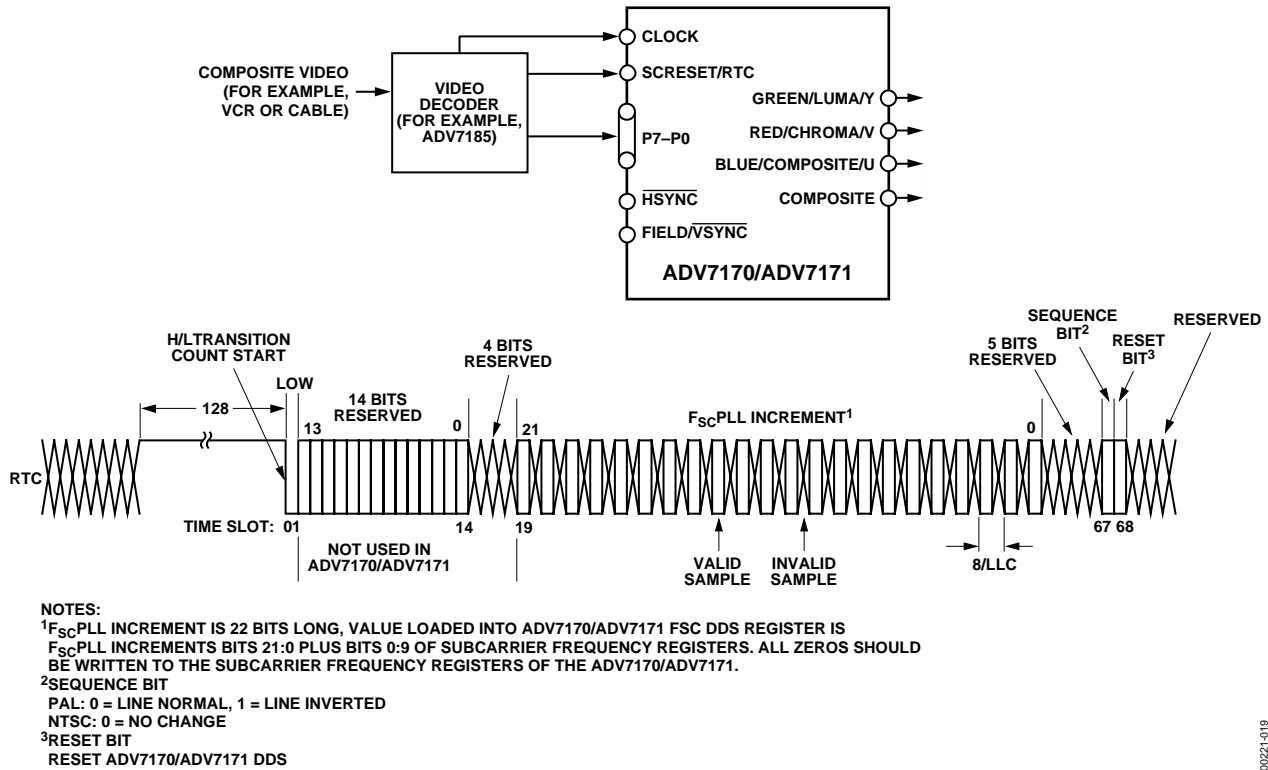 CLOCK
COMPOSITE VIDEO
(FOR EXAMPLE,
VCR OR CABLE)
VIDEO
DECODER
(FOR EXAMPLE,
ADV7185)
SCRESET/RTC
P7–P0
HSYNC
FIELD/VSYNC
GREEN/LUMA/Y
RED/CHROMA/V
BLUE/COMPOSITE/U
COMPOSITE
ADV7170/ADV7171
H/LTRANSITION
COUNT START
LOW
128
13
14 BITS
RESERVED
0
4 BITS
RESERVED
21
FSCPLL INCREMENT1
0
5 BITS
RESERVED
SEQUENCE
BIT2
RESET
BIT3
RESERVED
RTC
TIME SLOT: 01
14
19
67 68
NOT USED IN
ADV7170/ADV7171
VALID
SAMPLE
INVALID
SAMPLE
8/LLC
NOTES:
1FSCPLL INCREMENT IS 22 BITS LONG, VALUE LOADED INTO ADV7170/ADV7171 FSC DDS REGISTER IS
FSCPLL INCREMENTS BITS 21:0 PLUS BITS 0:9 OF SUBCARRIER FREQUENCY REGISTERS. ALL ZEROS SHOULD
BE WRITTEN TO THE SUBCARRIER FREQUENCY REGISTERS OF THE ADV7170/ADV7171.
2SEQUENCE BIT
PAL: 0 = LINE NORMAL, 1 = LINE INVERTED
NTSC: 0 = NO CHANGE
3RESET BIT
RESET ADV7170/ADV7171 DDS
00221-019